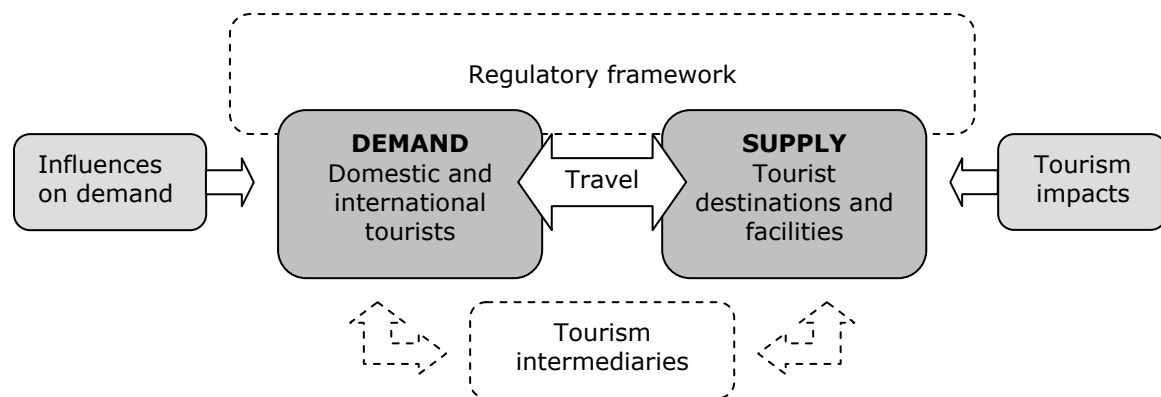 Regulatory framework
Influences
on demand
DEMAND
Domestic and
international
tourists
Travel
SUPPLY
Tourist
destinations and
facilities
Tourism
impacts
Tourism
intermediaries